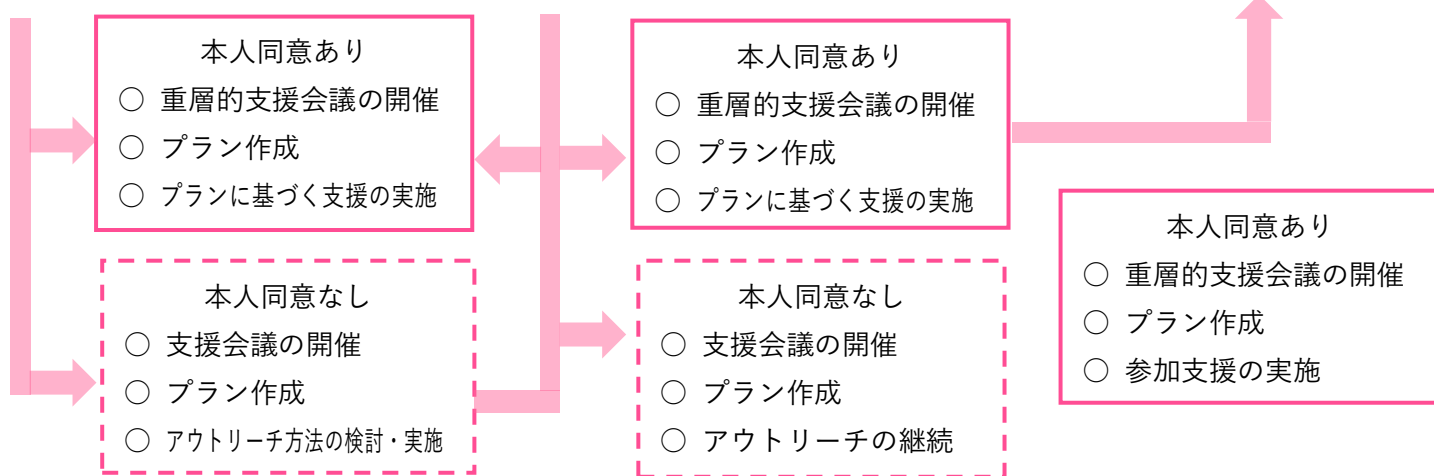 本人同意あり
○ 重層的支援会議の開催
○ プラン作成
○ プランに基づく支援の実施
本人同意なし
○ 支援会議の開催
○ プラン作成
○ アウトリーチ方法の検討・実施
本人同意あり
○ 重層的支援会議の開催
○ プラン作成
○ プランに基づく支援の実施
本人同意なし
○ 支援会議の開催
○ プラン作成
○ アウトリーチの継続
本人同意あり
○ 重層的支援会議の開催
○ プラン作成
○ 参加支援の実施